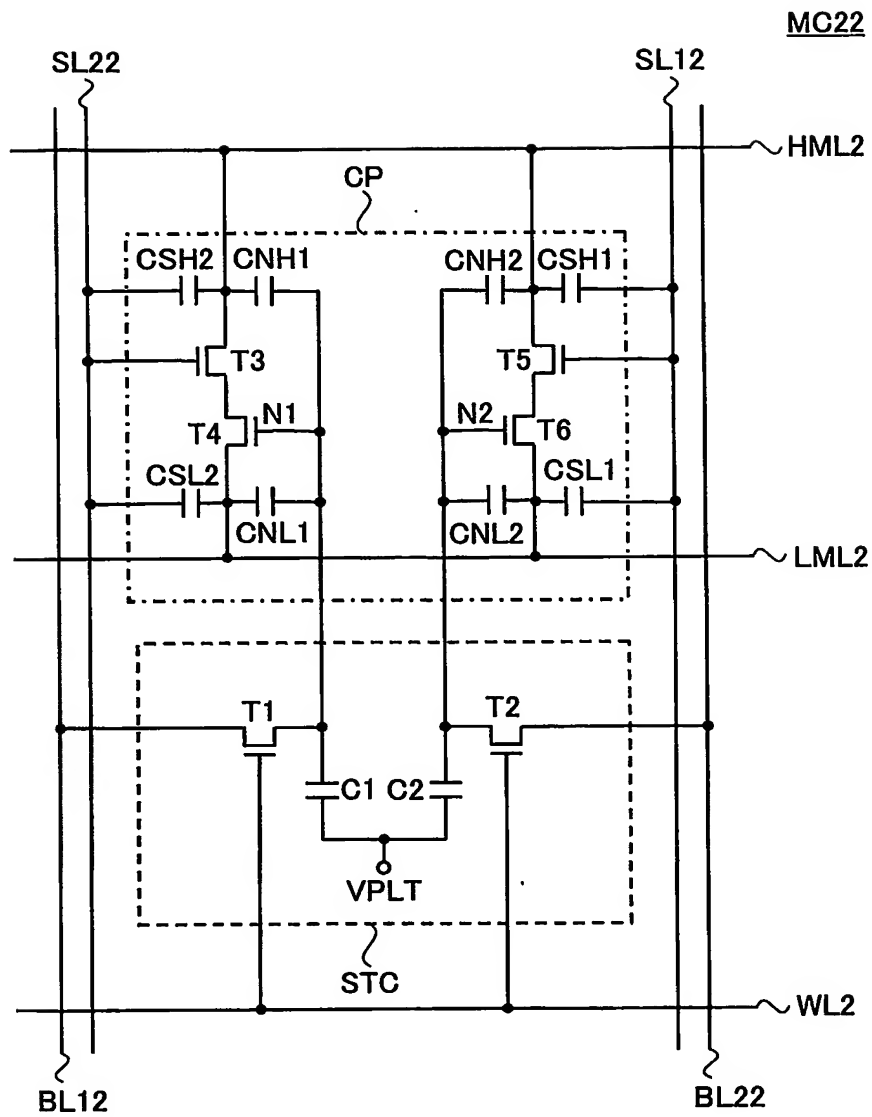 MC22
SL22
SL12
HML2
CP
CSH2 CNH1
CNH2 CSH1
T3
T5
T4
N1
N2
T6
CSL2
CSL1
CNL1
CNL2
LML2
T1
T2
C1
C2
VPLT
STC
WL2
BL12
BL22